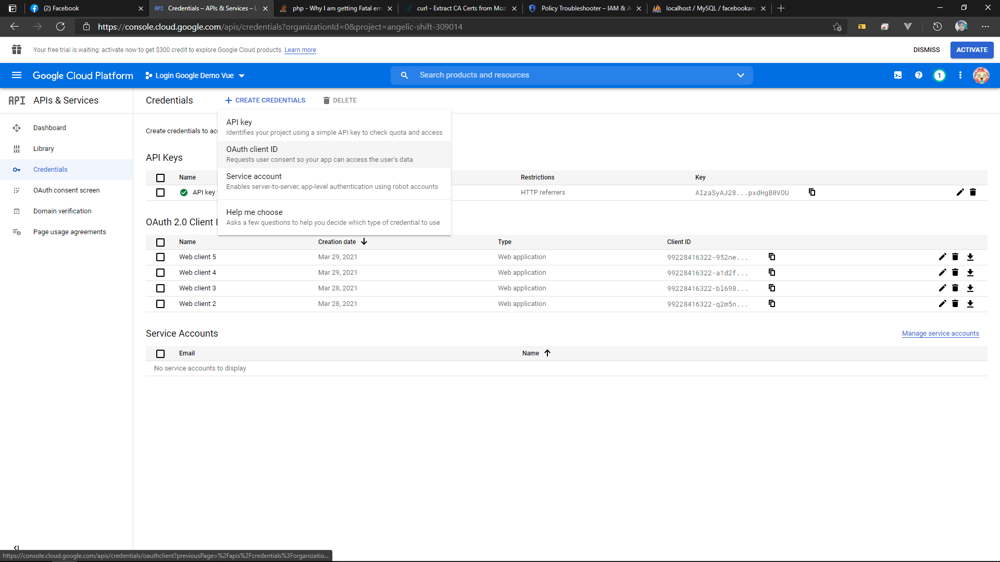 (2) Facebook
API Credentials – APIs & Services – L
php - Why I am getting Fatal erro
curl - Extract CA Certs from Mozi
Policy Troubleshooter – IAM & A
localhost / MySQL / facebookan
https://console.cloud.google.com/apis/credentials?organizationId=0&project=angelic-shift-309014
Your free trial is waiting: activate now to get $300 credit to explore Google Cloud products. Learn more
DISMISS
ACTIVATE
Google Cloud Platform
Login Google Demo Vue
Search products and resources
1
API APIs & Services
Credentials
CREATE CREDENTIALS
DELETE
Dashboard
Library
Credentials
OAuth consent screen
Domain verification
Page usage agreements
Create credentials to acc
API key
Identifies your project using a simple API key to check quota and access
OAuth client ID
Requests user consent so your app can access the user's data
Service account
Enables server-to-server, app-level authentication using robot accounts
Help me choose
Asks a few questions to help you decide which type of credential to use
API Keys
Name Restrictions Key
API key HTTP referrers AIzaSyAJ28...pxdHgB0VOU
OAuth 2.0 Client I
Name Creation date Type Client ID
Web client 5 Mar 29, 2021 Web application 99228416322-952ne...
Web client 4 Mar 29, 2021 Web application 99228416322-a1d2f...
Web client 3 Mar 28, 2021 Web application 99228416322-bl698...
Web client 2 Mar 28, 2021 Web application 99228416322-q2m5n...
Service Accounts
Manage service accounts
Email Name
No service accounts to display
https://console.cloud.google.com/apis/credentials/oauthclient?previousPage=%2Fapis%2Fcredentials%3Forganizatio...